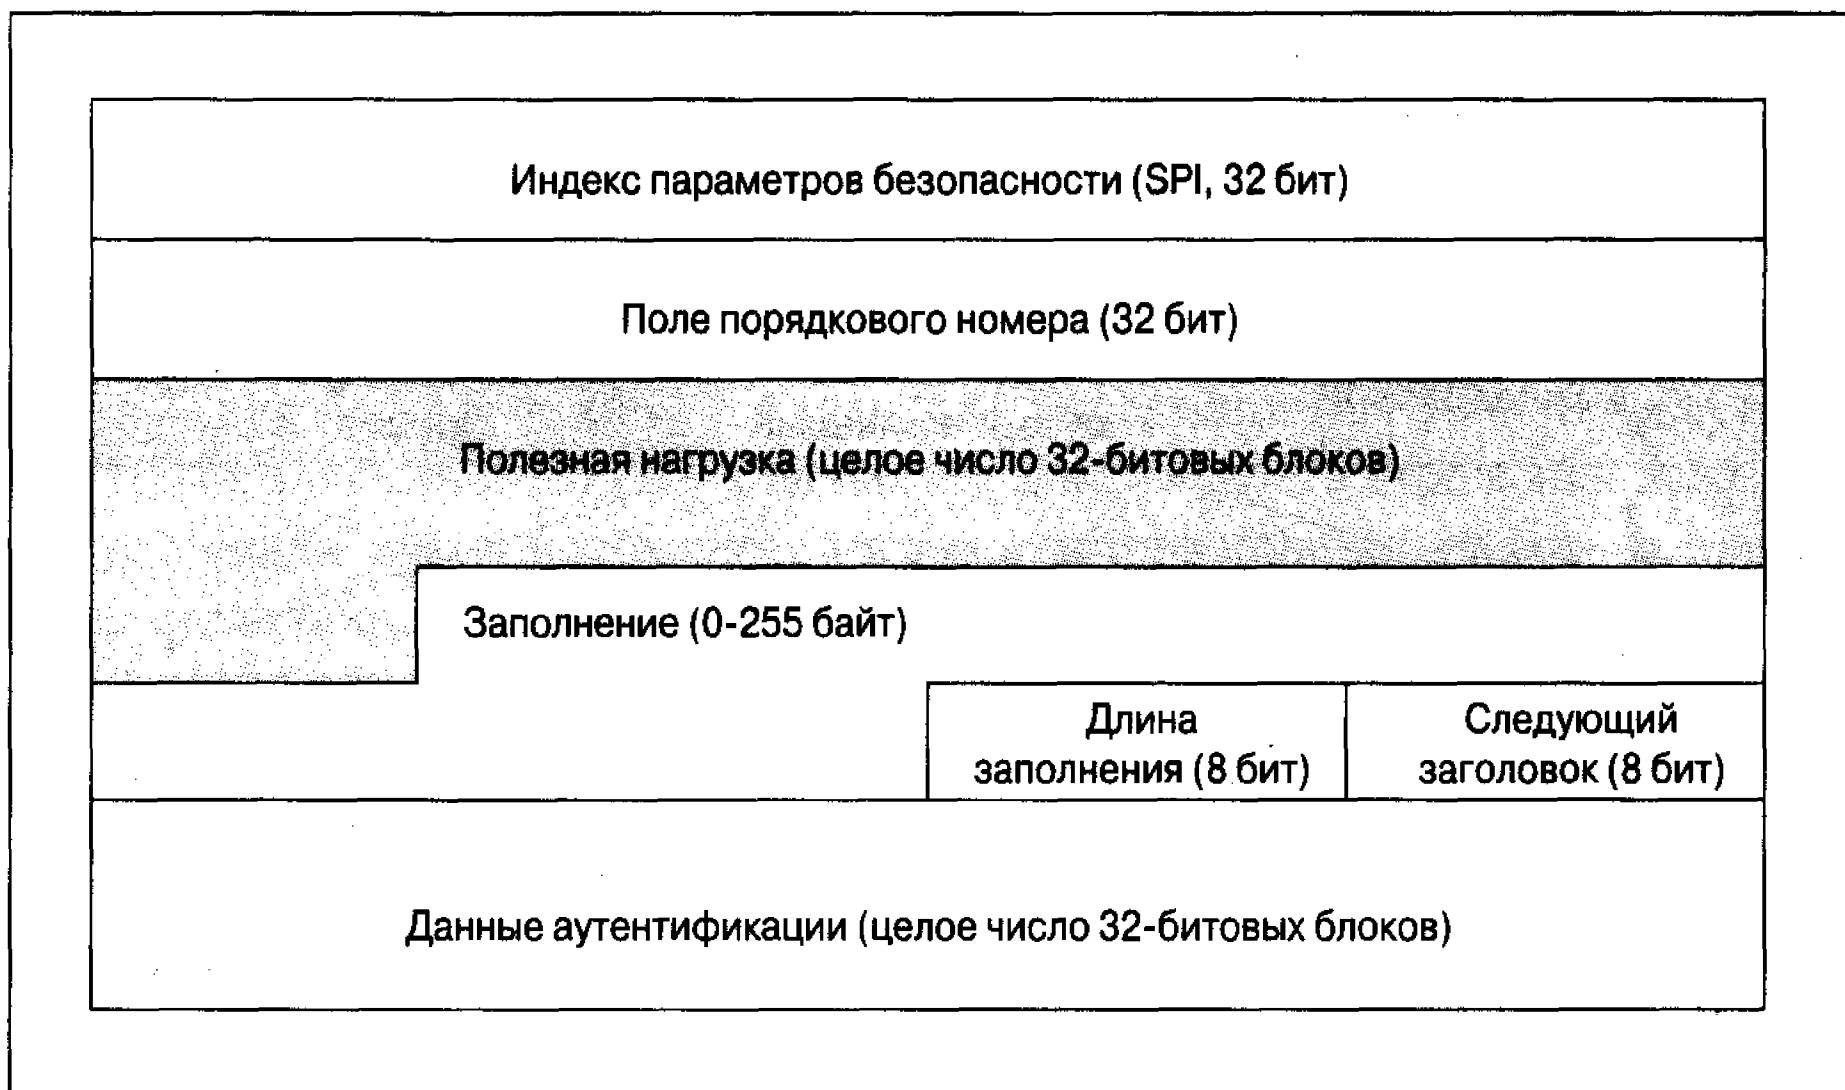 Индекс параметров безопасности (SPI, 32 бит)
Поле порядкового номера (32 бит)
Полезная нагрузка (целое число 32-битовых блоков)
Заполнение (0-255 байт)
Длина
заполнения (8 бит)
Следующий
заголовок (8 бит)
Данные аутентификации (целое число 32-битовых блоков)